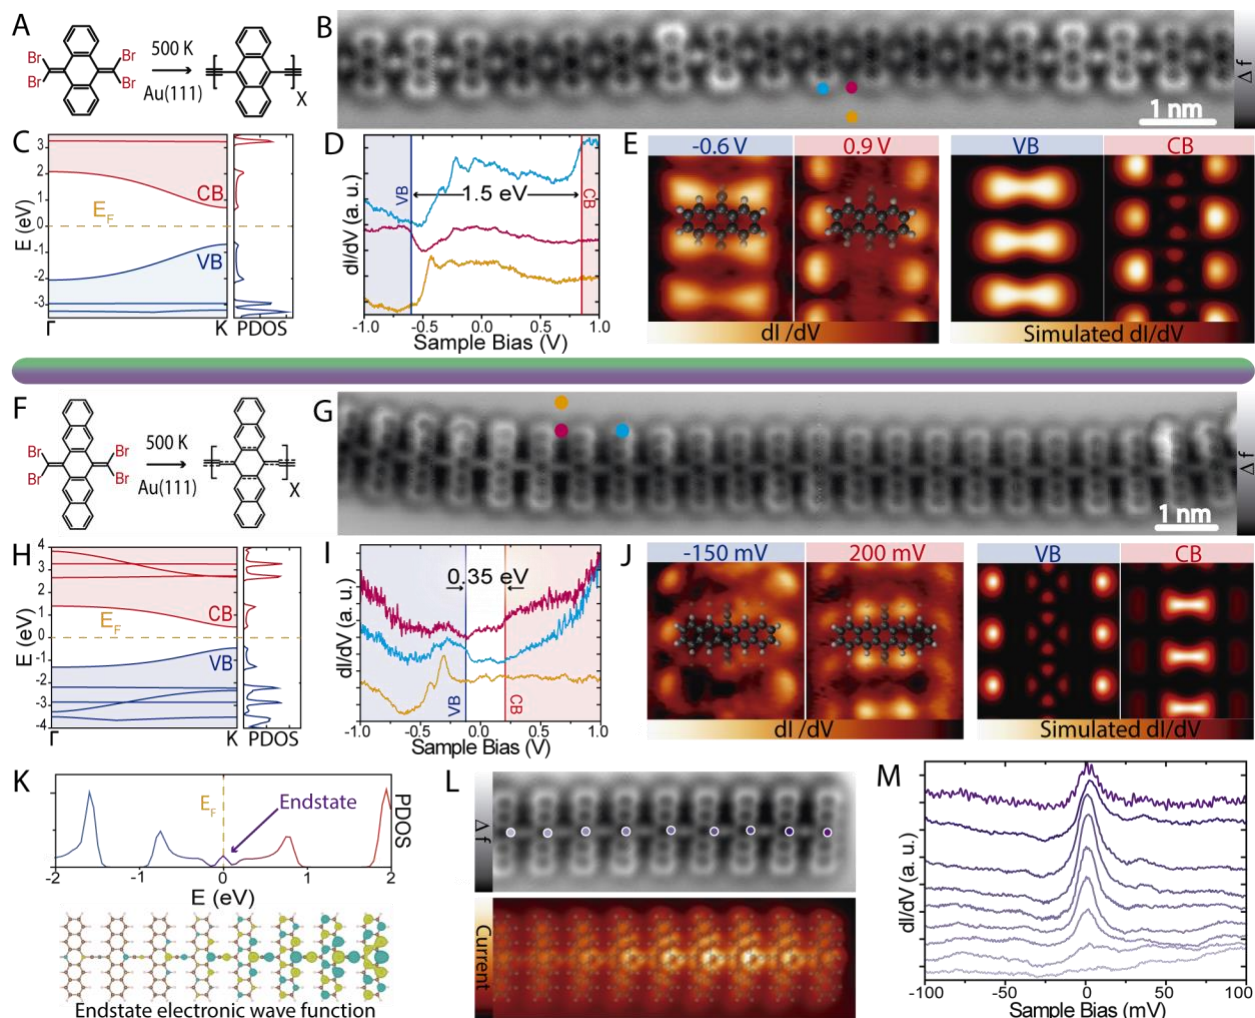 A
Br
Br
Br
Br
500 K
Au(111)
X
B
Δ f
1 nm
C
E (eV)
3
2
1
0
-1
-2
-3
CB
E_F
VB
Γ
K
PDOS
D
dI/dV (a. u.)
VB
1.5 eV
CB
-1.0
-0.5
0.0
0.5
1.0
Sample Bias (V)
E
-0.6 V
0.9 V
VB
CB
dI /dV
Simulated dI/dV
F
Br
Br
Br
Br
500 K
Au(111)
X
G
Δ f
1 nm
H
E (eV)
4
3
2
1
0
-1
-2
-3
-4
CB
E_F
VB
Γ
K
PDOS
I
dI/dV (a. u.)
0.35 eV
VB
CB
-1.0
-0.5
0.0
0.5
1.0
Sample Bias (V)
J
-150 mV
200 mV
VB
CB
dI /dV
Simulated dI/dV
K
E_F
Endstate
PDOS
-2
-1
0
1
2
E (eV)
Endstate electronic wave function
L
Δ f
Current
M
dI/dV (a. u.)
-100
-50
0
50
100
Sample Bias (mV)